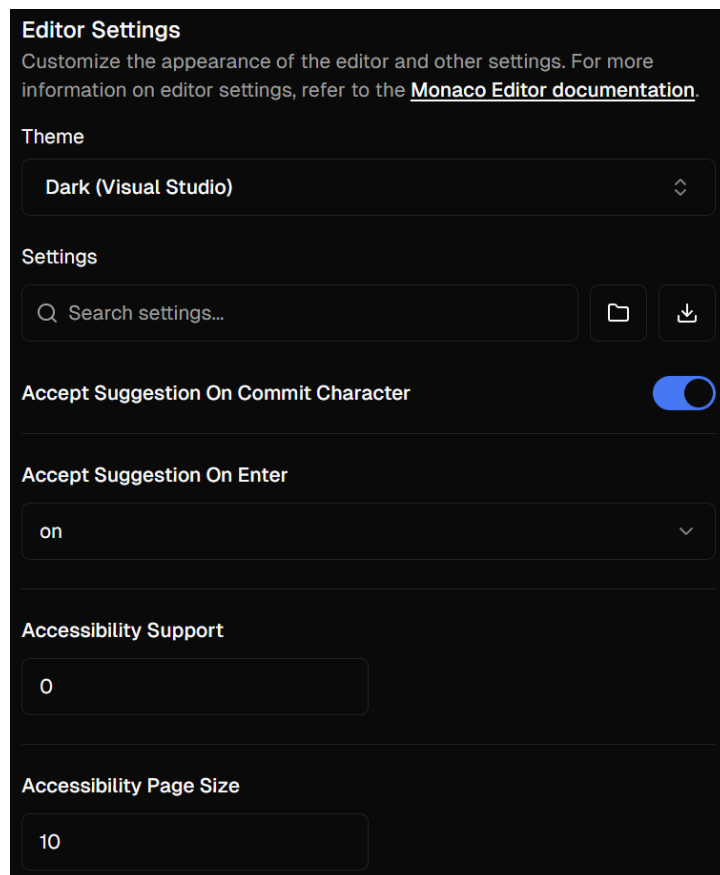 Editor Settings
Customize the appearance of the editor and other settings. For more
information on editor settings, refer to the Monaco Editor documentation.
Theme
Dark (Visual Studio)
Settings
Search settings...
Accept Suggestion On Commit Character
Accept Suggestion On Enter
on
Accessibility Support
0
Accessibility Page Size
10